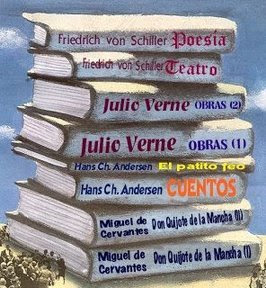 Friedrich von Schiller Poesía
Friedrich von Schiller Teatro
Julio Verne OBRAS (2)
Julio Verne OBRAS (1)
Hans Ch. Andersen El patito feo
Hans Ch. Andersen CUENTOS
Miguel de Cervantes Don Quijote de la Mancha (II)
Miguel de Cervantes Don Quijote de la Mancha (I)